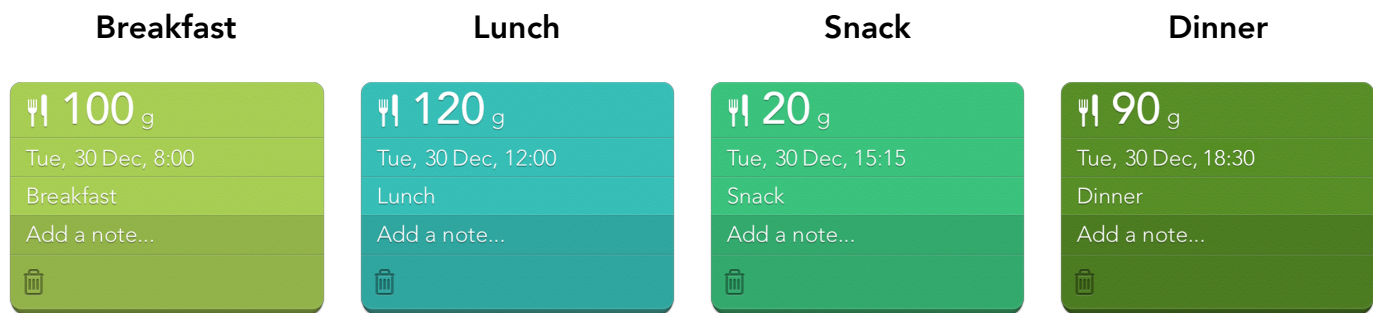 Breakfast
100 g
Tue, 30 Dec, 8:00
Breakfast
Add a note...
Lunch
120 g
Tue, 30 Dec, 12:00
Lunch
Add a note...
Snack
20 g
Tue, 30 Dec, 15:15
Snack
Add a note...
Dinner
90 g
Tue, 30 Dec, 18:30
Dinner
Add a note...